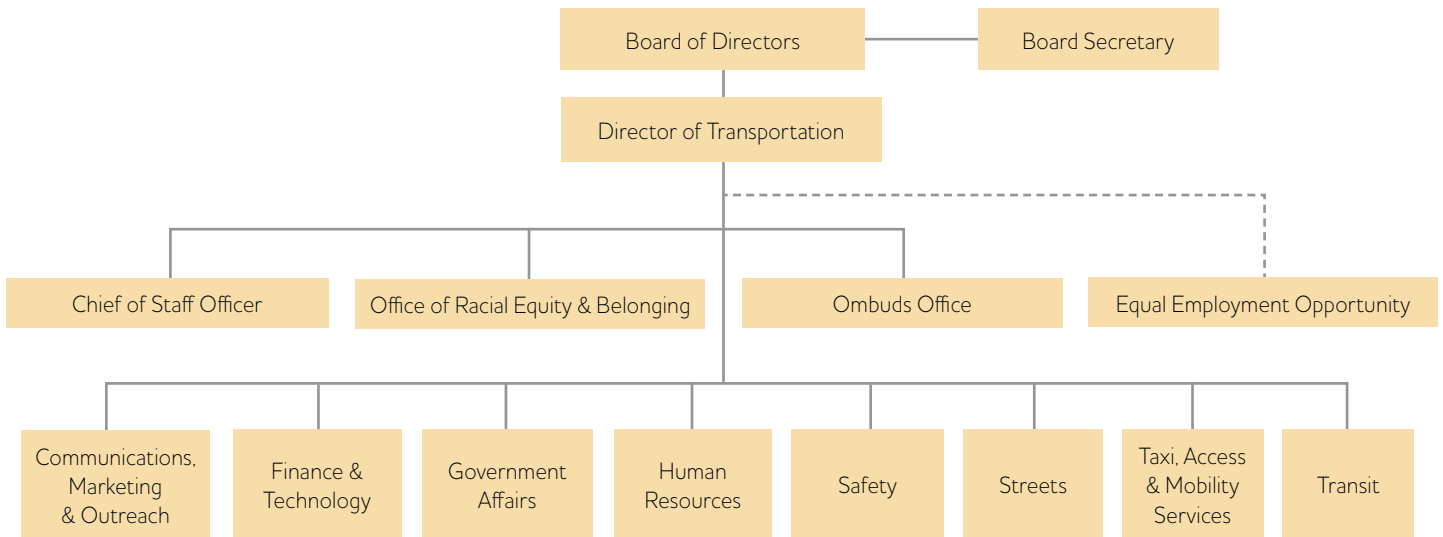 Board of Directors
Board Secretary
Director of Transportation
Chief of Staff Officer
Office of Racial Equity & Belonging
Ombuds Office
Equal Employment Opportunity
Communications,
Marketing
& Outreach
Finance &
Technology
Government
Affairs
Human
Resources
Safety
Streets
Taxi, Access
& Mobility
Services
Transit